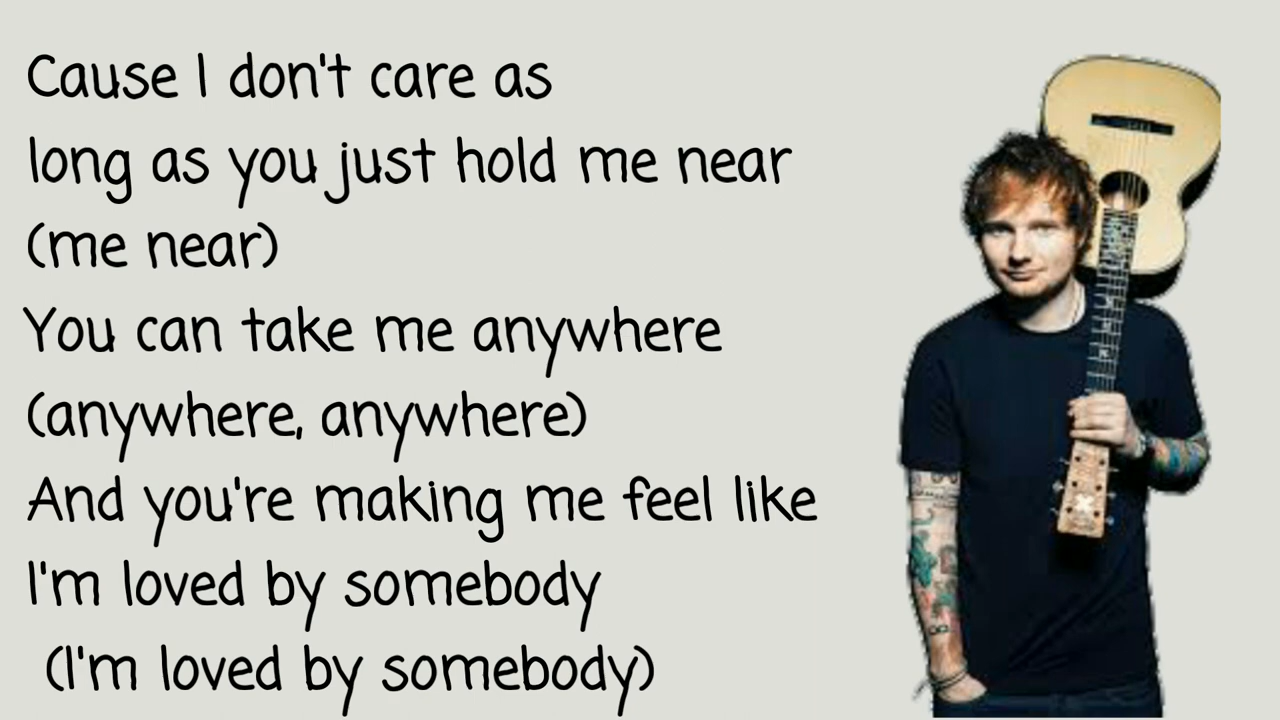 Cause I don't care as
long as you just hold me near
(me near)
You can take me anywhere
(anywhere, anywhere)
And you're making me feel like
I'm loved by somebody
(I'm loved by somebody)